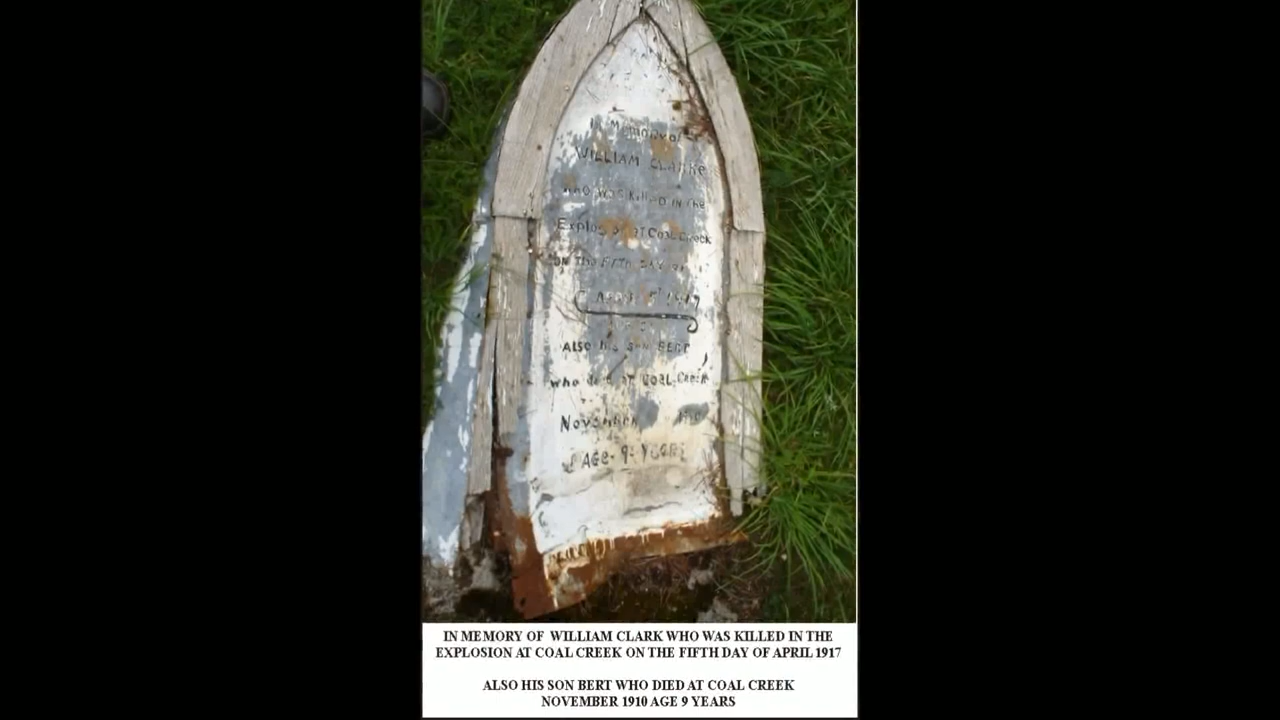 In Memory of
WILLIAM CLARKe
who was killed in the
Explosion at Coal Creek
on the Fifth DAY of
APRIL 5 1917
ALSO his son BERT
who died at COAL Creek
November
AGe 9 Years
IN MEMORY OF WILLIAM CLARK WHO WAS KILLED IN THE
EXPLOSION AT COAL CREEK ON THE FIFTH DAY OF APRIL 1917
ALSO HIS SON BERT WHO DIED AT COAL CREEK
NOVEMBER 1910 AGE 9 YEARS